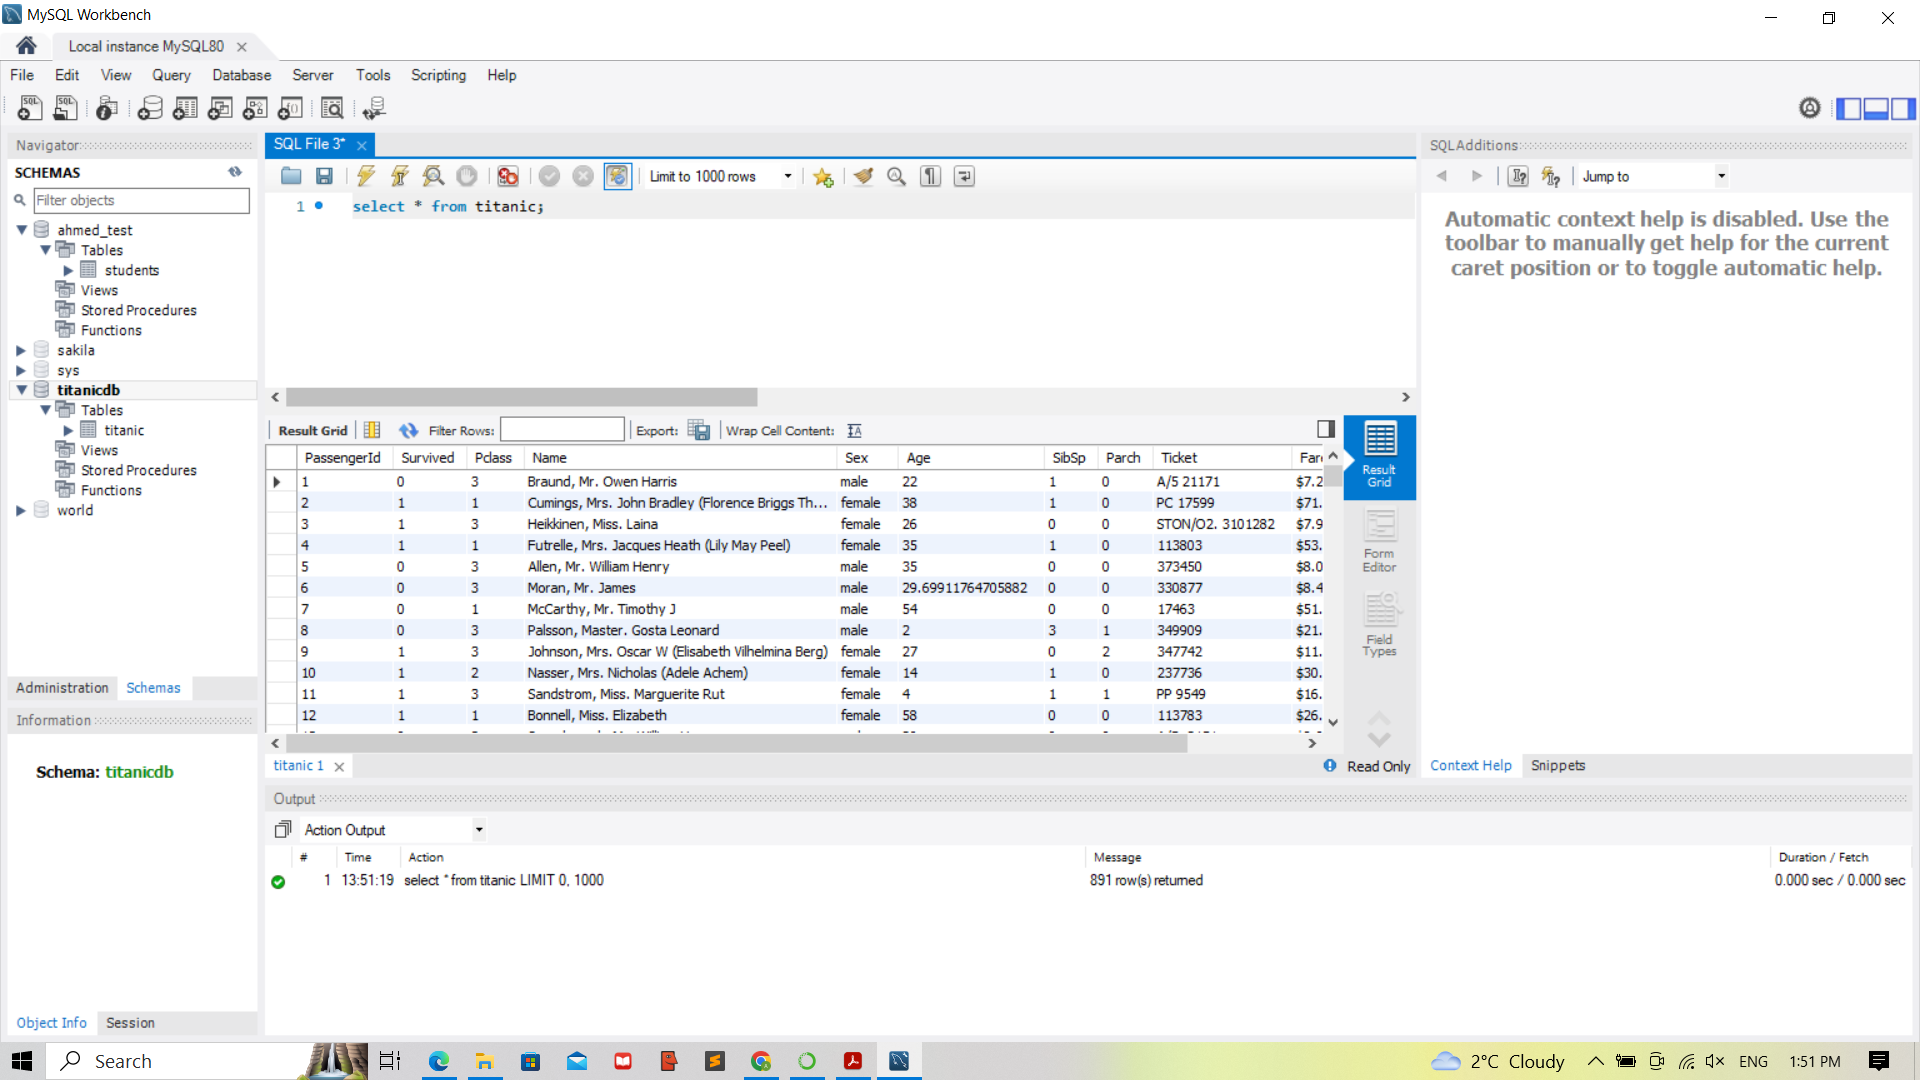 MySQL Workbench
Local instance MySQL80
File Edit View Query Database Server Tools Scripting Help
Navigator
SCHEMAS
Filter objects
ahmed_test
Tables
students
Views
Stored Procedures
Functions
sakila
sys
titanicdb
Tables
titanic
Views
Stored Procedures
Functions
world
Administration Schemas
Information
Schema: titanicdb
Object Info Session
SQL File 3*
Limit to 1000 rows
1 select * from titanic;
Result Grid Filter Rows: Export: Wrap Cell Content:
PassengerId Survived Pclass Name Sex Age SibSp Parch Ticket Far
1 0 3 Braund, Mr. Owen Harris male 22 1 0 A/5 21171 $7.2
2 1 1 Cumings, Mrs. John Bradley (Florence Briggs Th... female 38 1 0 PC 17599 $71.
3 1 3 Heikkinen, Miss. Laina female 26 0 0 STON/O2. 3101282 $7.9
4 1 1 Futrelle, Mrs. Jacques Heath (Lily May Peel) female 35 1 0 113803 $53.
5 0 3 Allen, Mr. William Henry male 35 0 0 373450 $8.0
6 0 3 Moran, Mr. James male 29.69911764705882 0 0 330877 $8.4
7 0 1 McCarthy, Mr. Timothy J male 54 0 0 17463 $51.
8 0 3 Palsson, Master. Gosta Leonard male 2 3 1 349909 $21.
9 1 3 Johnson, Mrs. Oscar W (Elisabeth Vilhelmina Berg) female 27 0 2 347742 $11.
10 1 2 Nasser, Mrs. Nicholas (Adele Achem) female 14 1 0 237736 $30.
11 1 3 Sandstrom, Miss. Marguerite Rut female 4 1 1 PP 9549 $16.
12 1 1 Bonnell, Miss. Elizabeth female 58 0 0 113783 $26.
Result
Grid
Form
Editor
Field
Types
titanic 1
Read Only
SQLAdditions
Jump to
Automatic context help is disabled. Use the
toolbar to manually get help for the current
caret position or to toggle automatic help.
Context Help Snippets
Output
Action Output
# Time Action Message Duration / Fetch
1 13:51:19 select * from titanic LIMIT 0, 1000 891 row(s) returned 0.000 sec / 0.000 sec
Search
2°C Cloudy
ENG
1:51 PM